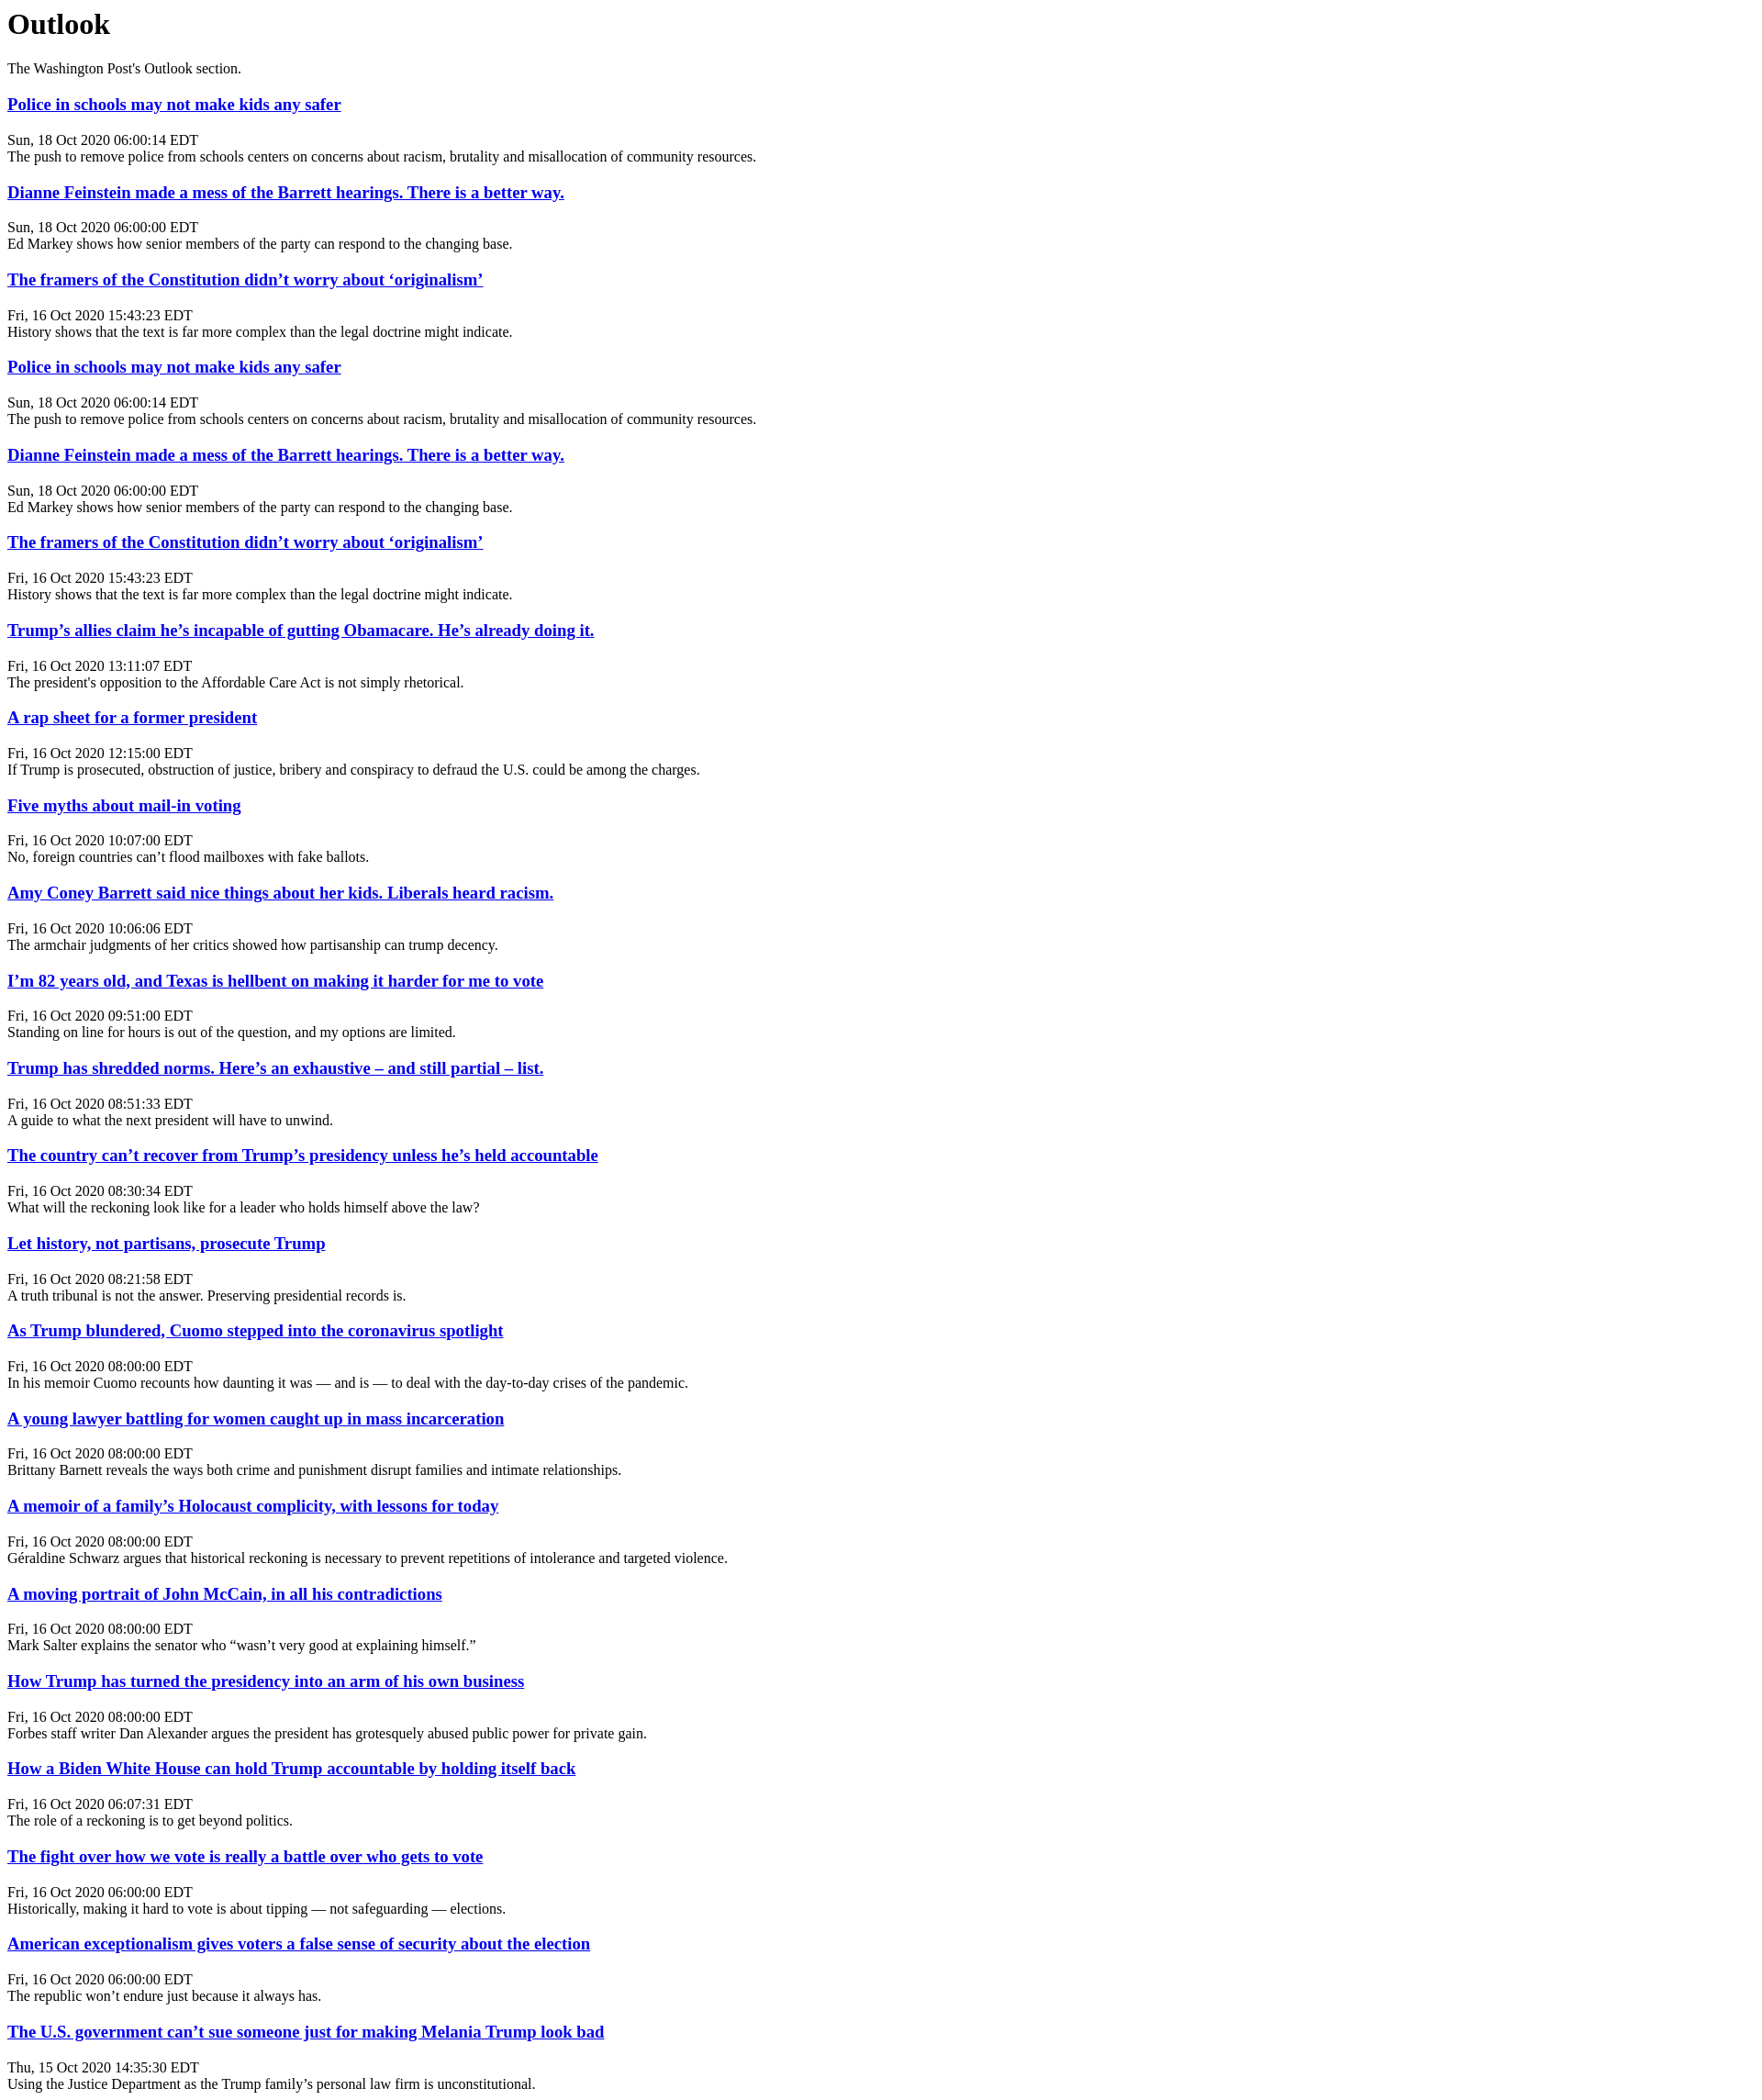 Outlook
The Washington Post's Outlook section.
Police in schools may not make kids any safer
Sun, 18 Oct 2020 06:00:14 EDT
The push to remove police from schools centers on concerns about racism, brutality and misallocation of community resources.
Dianne Feinstein made a mess of the Barrett hearings. There is a better way.
Sun, 18 Oct 2020 06:00:00 EDT
Ed Markey shows how senior members of the party can respond to the changing base.
The framers of the Constitution didn’t worry about ‘originalism’
Fri, 16 Oct 2020 15:43:23 EDT
History shows that the text is far more complex than the legal doctrine might indicate.
Police in schools may not make kids any safer
Sun, 18 Oct 2020 06:00:14 EDT
The push to remove police from schools centers on concerns about racism, brutality and misallocation of community resources.
Dianne Feinstein made a mess of the Barrett hearings. There is a better way.
Sun, 18 Oct 2020 06:00:00 EDT
Ed Markey shows how senior members of the party can respond to the changing base.
The framers of the Constitution didn’t worry about ‘originalism’
Fri, 16 Oct 2020 15:43:23 EDT
History shows that the text is far more complex than the legal doctrine might indicate.
Trump’s allies claim he’s incapable of gutting Obamacare. He’s already doing it.
Fri, 16 Oct 2020 13:11:07 EDT
The president's opposition to the Affordable Care Act is not simply rhetorical.
A rap sheet for a former president
Fri, 16 Oct 2020 12:15:00 EDT
If Trump is prosecuted, obstruction of justice, bribery and conspiracy to defraud the U.S. could be among the charges.
Five myths about mail-in voting
Fri, 16 Oct 2020 10:07:00 EDT
No, foreign countries can’t flood mailboxes with fake ballots.
Amy Coney Barrett said nice things about her kids. Liberals heard racism.
Fri, 16 Oct 2020 10:06:06 EDT
The armchair judgments of her critics showed how partisanship can trump decency.
I’m 82 years old, and Texas is hellbent on making it harder for me to vote
Fri, 16 Oct 2020 09:51:00 EDT
Standing on line for hours is out of the question, and my options are limited.
Trump has shredded norms. Here’s an exhaustive – and still partial – list.
Fri, 16 Oct 2020 08:51:33 EDT
A guide to what the next president will have to unwind.
The country can’t recover from Trump’s presidency unless he’s held accountable
Fri, 16 Oct 2020 08:30:34 EDT
What will the reckoning look like for a leader who holds himself above the law?
Let history, not partisans, prosecute Trump
Fri, 16 Oct 2020 08:21:58 EDT
A truth tribunal is not the answer. Preserving presidential records is.
As Trump blundered, Cuomo stepped into the coronavirus spotlight
Fri, 16 Oct 2020 08:00:00 EDT
In his memoir Cuomo recounts how daunting it was — and is — to deal with the day-to-day crises of the pandemic.
A young lawyer battling for women caught up in mass incarceration
Fri, 16 Oct 2020 08:00:00 EDT
Brittany Barnett reveals the ways both crime and punishment disrupt families and intimate relationships.
A memoir of a family’s Holocaust complicity, with lessons for today
Fri, 16 Oct 2020 08:00:00 EDT
Géraldine Schwarz argues that historical reckoning is necessary to prevent repetitions of intolerance and targeted violence.
A moving portrait of John McCain, in all his contradictions
Fri, 16 Oct 2020 08:00:00 EDT
Mark Salter explains the senator who “wasn’t very good at explaining himself.”
How Trump has turned the presidency into an arm of his own business
Fri, 16 Oct 2020 08:00:00 EDT
Forbes staff writer Dan Alexander argues the president has grotesquely abused public power for private gain.
How a Biden White House can hold Trump accountable by holding itself back
Fri, 16 Oct 2020 06:07:31 EDT
The role of a reckoning is to get beyond politics.
The fight over how we vote is really a battle over who gets to vote
Fri, 16 Oct 2020 06:00:00 EDT
Historically, making it hard to vote is about tipping — not safeguarding — elections.
American exceptionalism gives voters a false sense of security about the election
Fri, 16 Oct 2020 06:00:00 EDT
The republic won’t endure just because it always has.
The U.S. government can’t sue someone just for making Melania Trump look bad
Thu, 15 Oct 2020 14:35:30 EDT
Using the Justice Department as the Trump family’s personal law firm is unconstitutional.